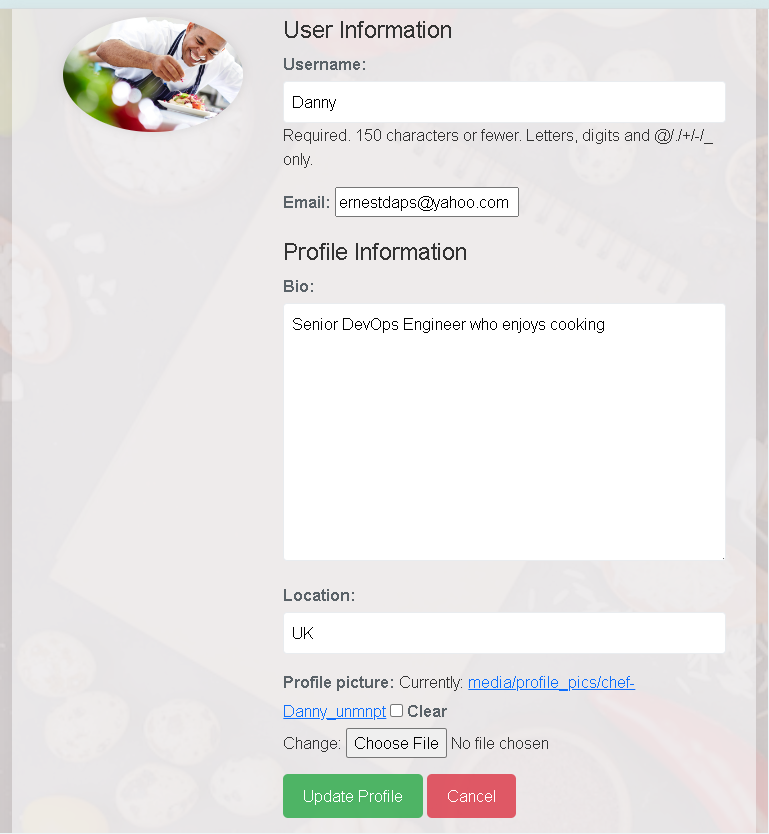 User Information
Username:
Danny
Required. 150 characters or fewer. Letters, digits and @/./+/-/_
only.
Email: ernestdaps@yahoo.com
Profile Information
Bio:
Senior DevOps Engineer who enjoys cooking
Location:
UK
Profile picture: Currently: media/profile_pics/chef-
Danny_unmnpt Clear
Change: Choose File No file chosen
Update Profile Cancel